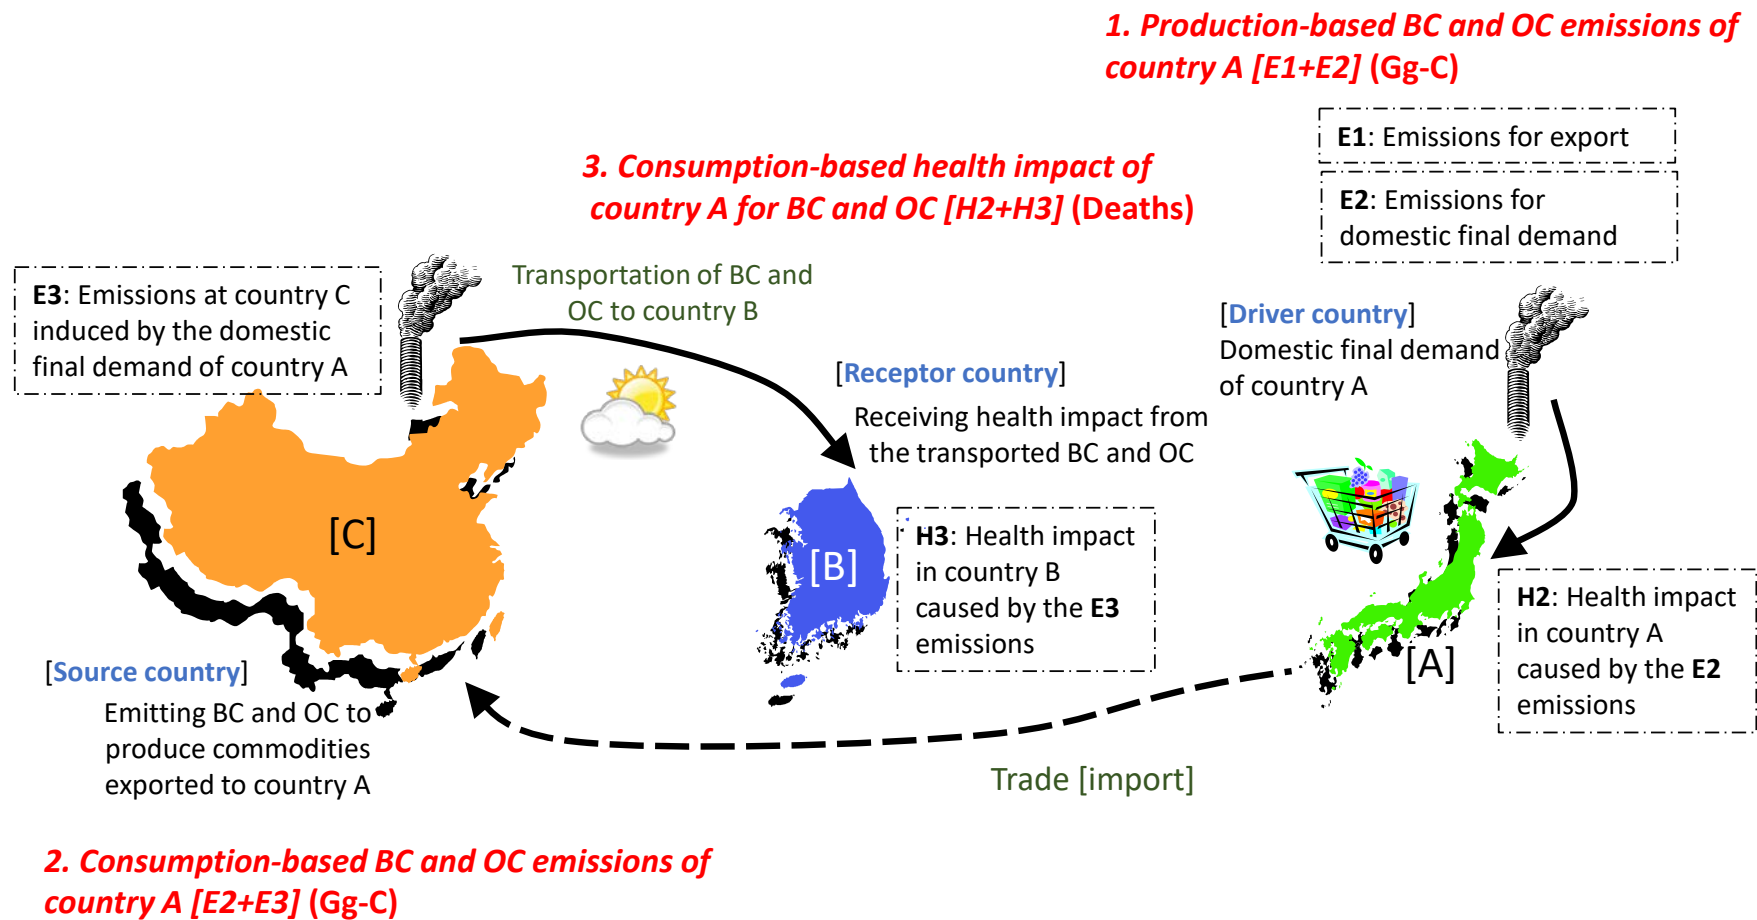 1. Production-based BC and OC emissions of
country A [E1+E2] (Gg-C)
E1: Emissions for export
E2: Emissions for
domestic final demand
3. Consumption-based health impact of
country A for BC and OC [H2+H3] (Deaths)
E3: Emissions at country C
induced by the domestic
final demand of country A
Transportation of BC and
OC to country B
[Driver country]
Domestic final demand
of country A
[Receptor country]
Receiving health impact from
the transported BC and OC
[C]
[B]
H3: Health impact
in country B
caused by the E3
emissions
[A]
H2: Health impact
in country A
caused by the E2
emissions
[Source country]
Emitting BC and OC to
produce commodities
exported to country A
Trade [import]
2. Consumption-based BC and OC emissions of
country A [E2+E3] (Gg-C)